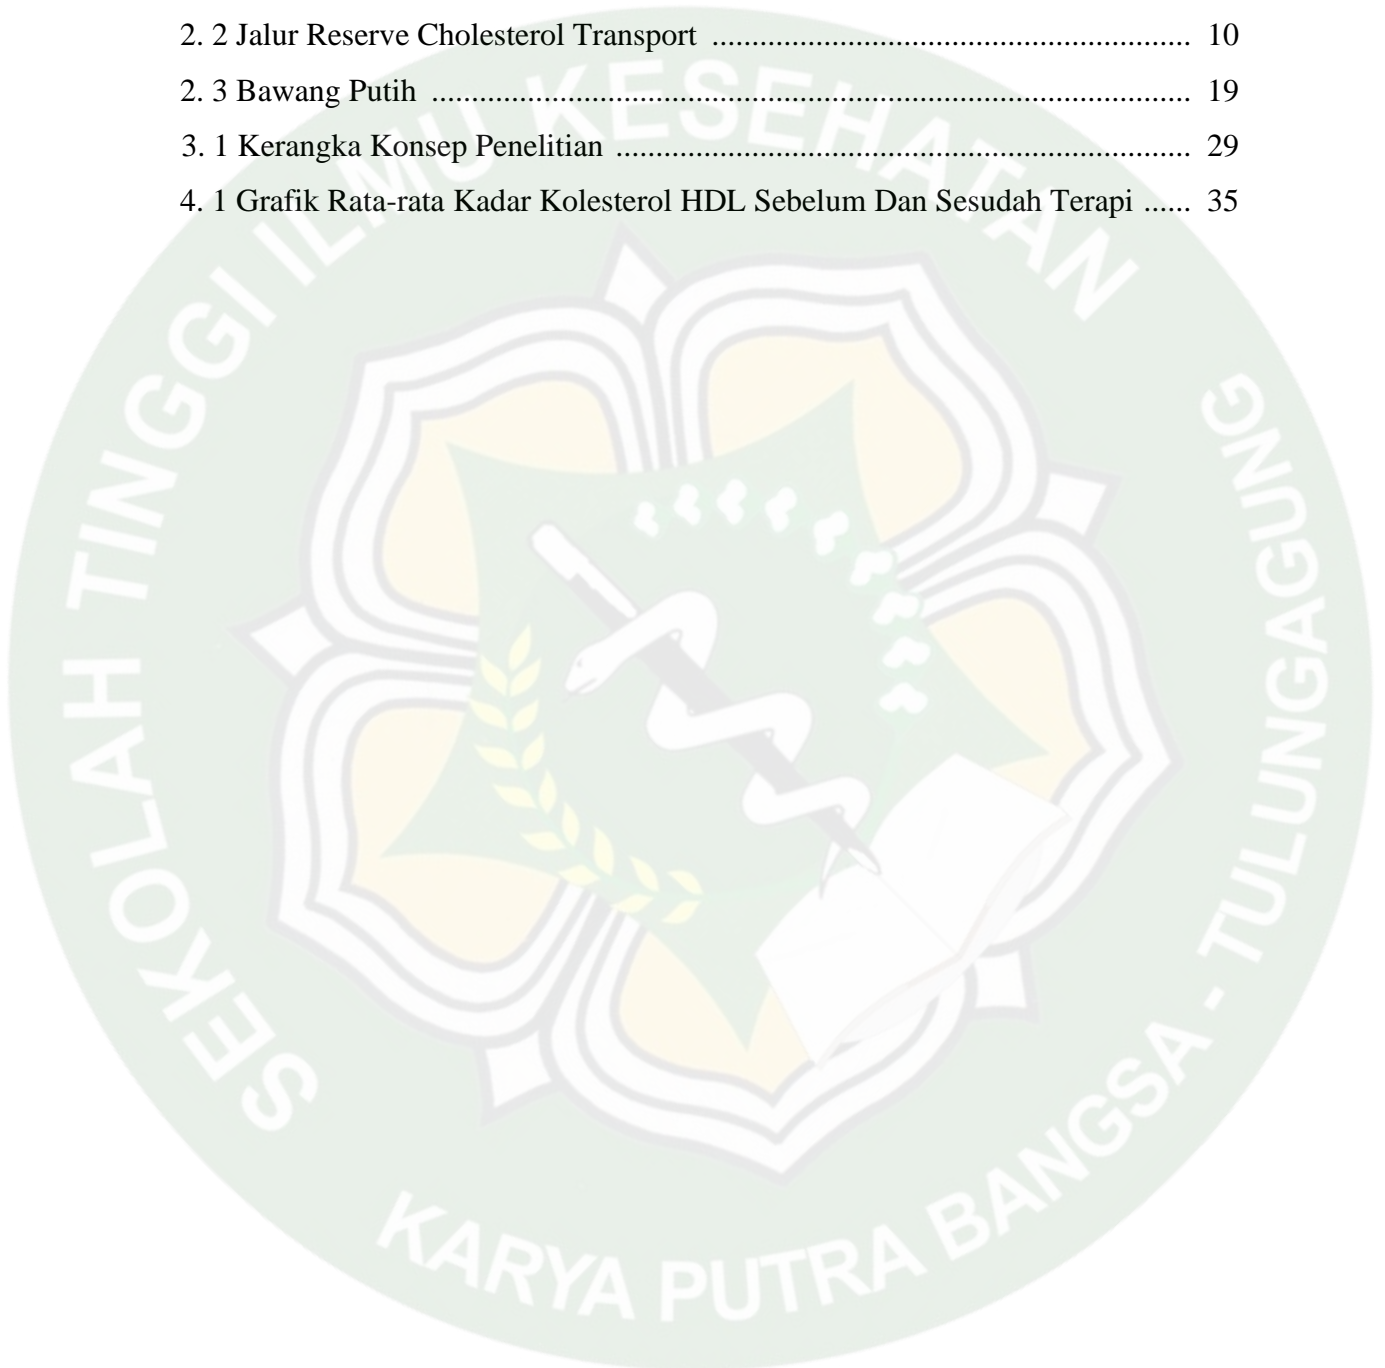 2. 2 Jalur Reserve Cholesterol Transport .................................................. 10
2. 3 Bawang Putih ............................................................................... 19
3. 1 Kerangka Konsep Penelitian ............................................................ 29
4. 1 Grafik Rata-rata Kadar Kolesterol HDL Sebelum Dan Sesudah Terapi ...... 35
SEKOLAH TINGGI ILMU KESEHATAN
KARYA PUTRA BANGSA - TULUNGAGUNG